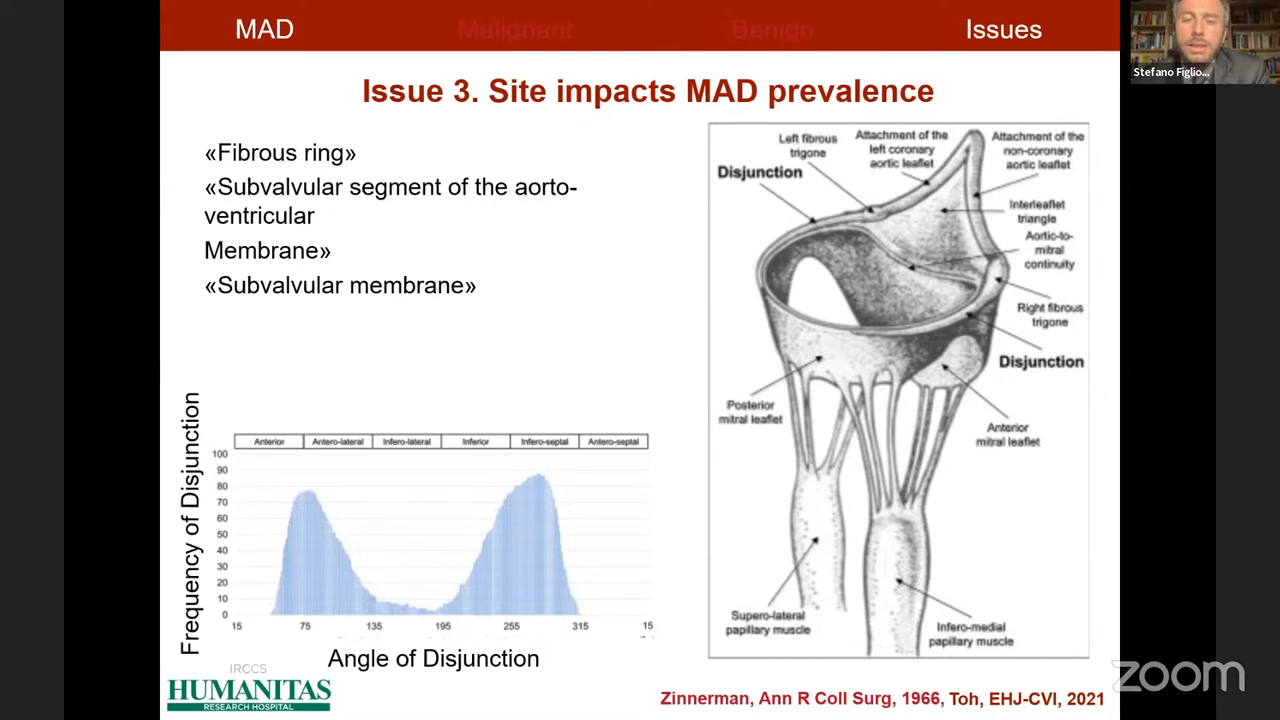 MAD
Malignant
Benign
Issues
Stefano Figlio...
Issue 3. Site impacts MAD prevalence
«Fibrous ring»
«Subvalvular segment of the aorto-
ventricular
Membrane»
«Subvalvular membrane»
Left fibrous
trigone
Attachment of the
left coronary
aortic leaflet
Attachment of the
non-coronary
aortic leaflet
Disjunction
Interleaflet
triangle
Aortic-to-
mitral
continuity
Right fibrous
trigone
Disjunction
Posterior
mitral leaflet
Anterior
mitral leaflet
Supero-lateral
papillary muscle
Infero-medial
papillary muscle
Frequency of Disjunction
Anterior
Antero-lateral
Infero-lateral
Inferior
Infero-septal
Antero-septal
100
90
80
70
60
50
40
30
20
10
0
15
75
135
195
255
315
15
Angle of Disjunction
IRCCS
HUMANITAS
RESEARCH HOSPITAL
Zinnerman, Ann R Coll Surg, 1966, Toh, EHJ-CVI, 2021
zoom